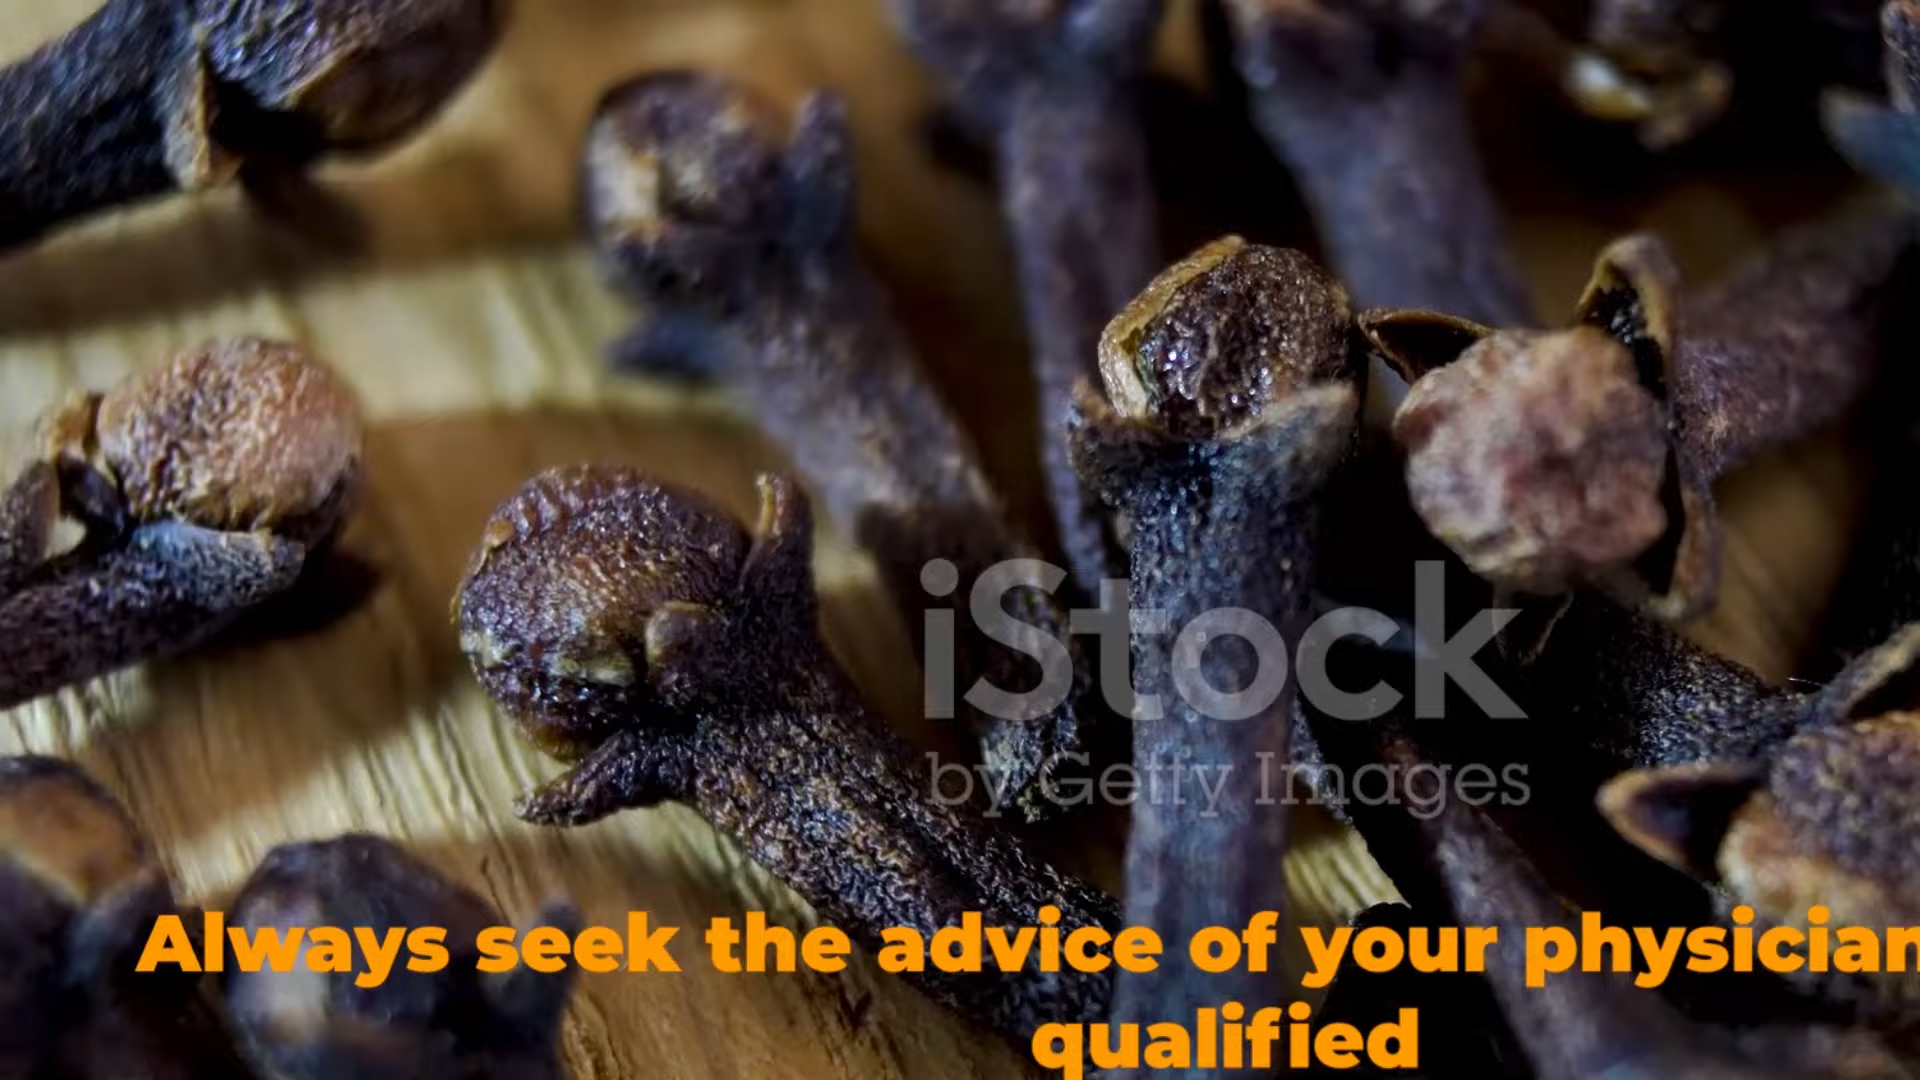 iStock
by Getty Images
Always seek the advice of your physician
qualified